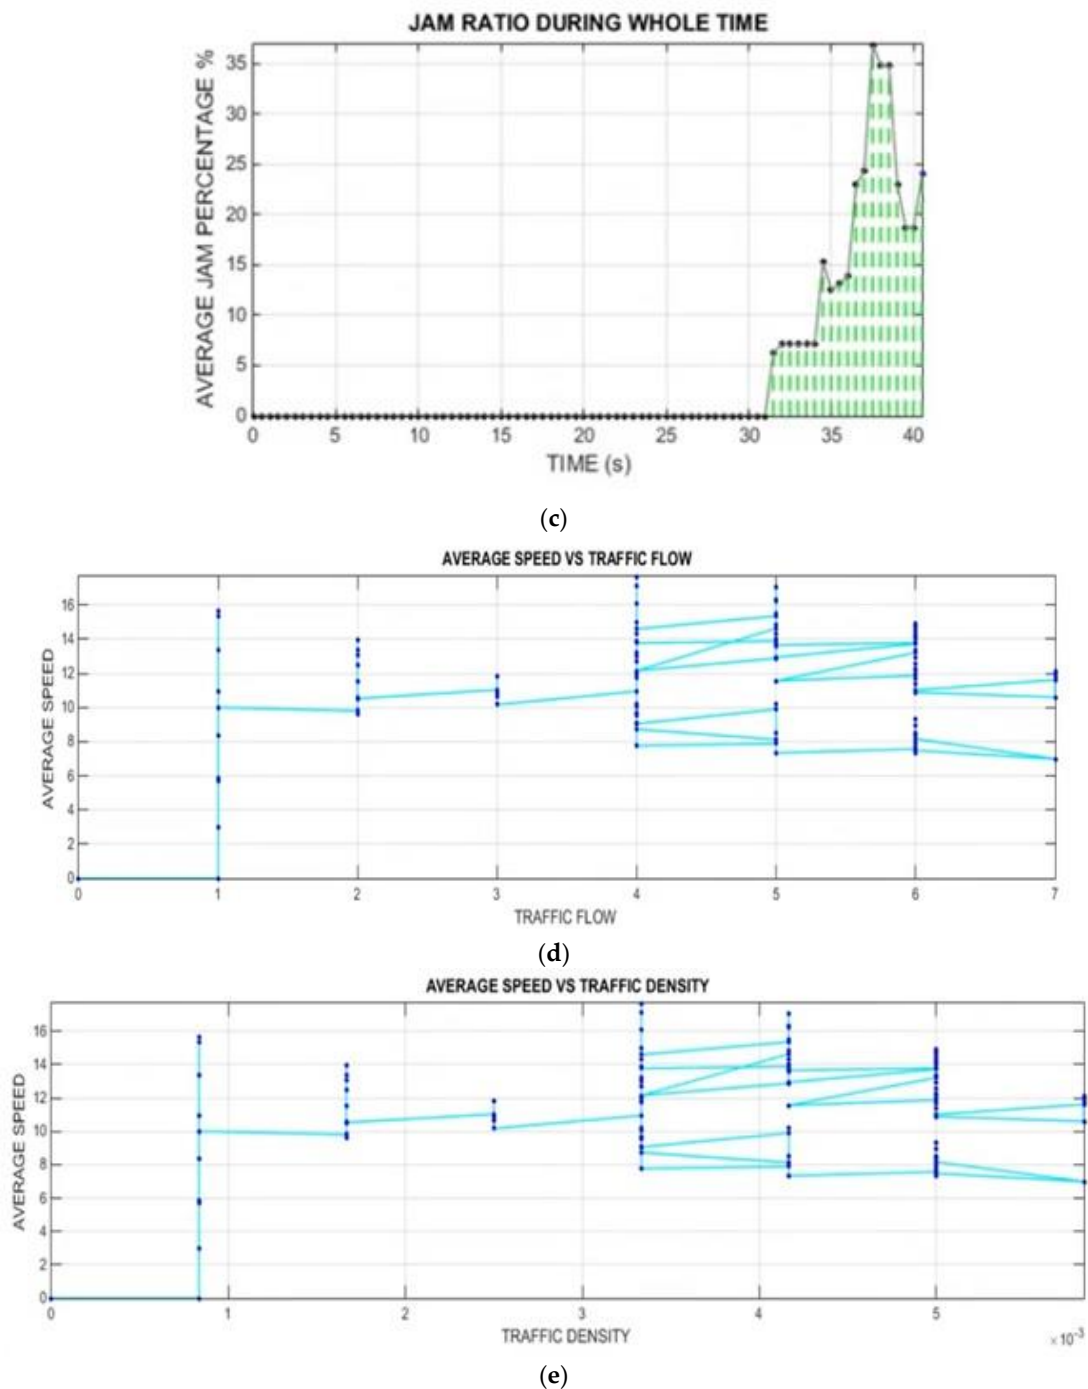 JAM RATIO DURING WHOLE TIME
AVERAGE JAM PERCENTAGE %
35
30
25
20
15
10
5
0
0 5 10 15 20 25 30 35 40
TIME (s)
(c)
AVERAGE SPEED VS TRAFFIC FLOW
AVERAGE SPEED
16
14
12
10
8
6
4
2
0
0 1 2 3 4 5 6 7
TRAFFIC FLOW
(d)
AVERAGE SPEED VS TRAFFIC DENSITY
AVERAGE SPEED
16
14
12
10
8
6
4
2
0
0 1 2 3 4 5
×10⁻³
TRAFFIC DENSITY
(e)